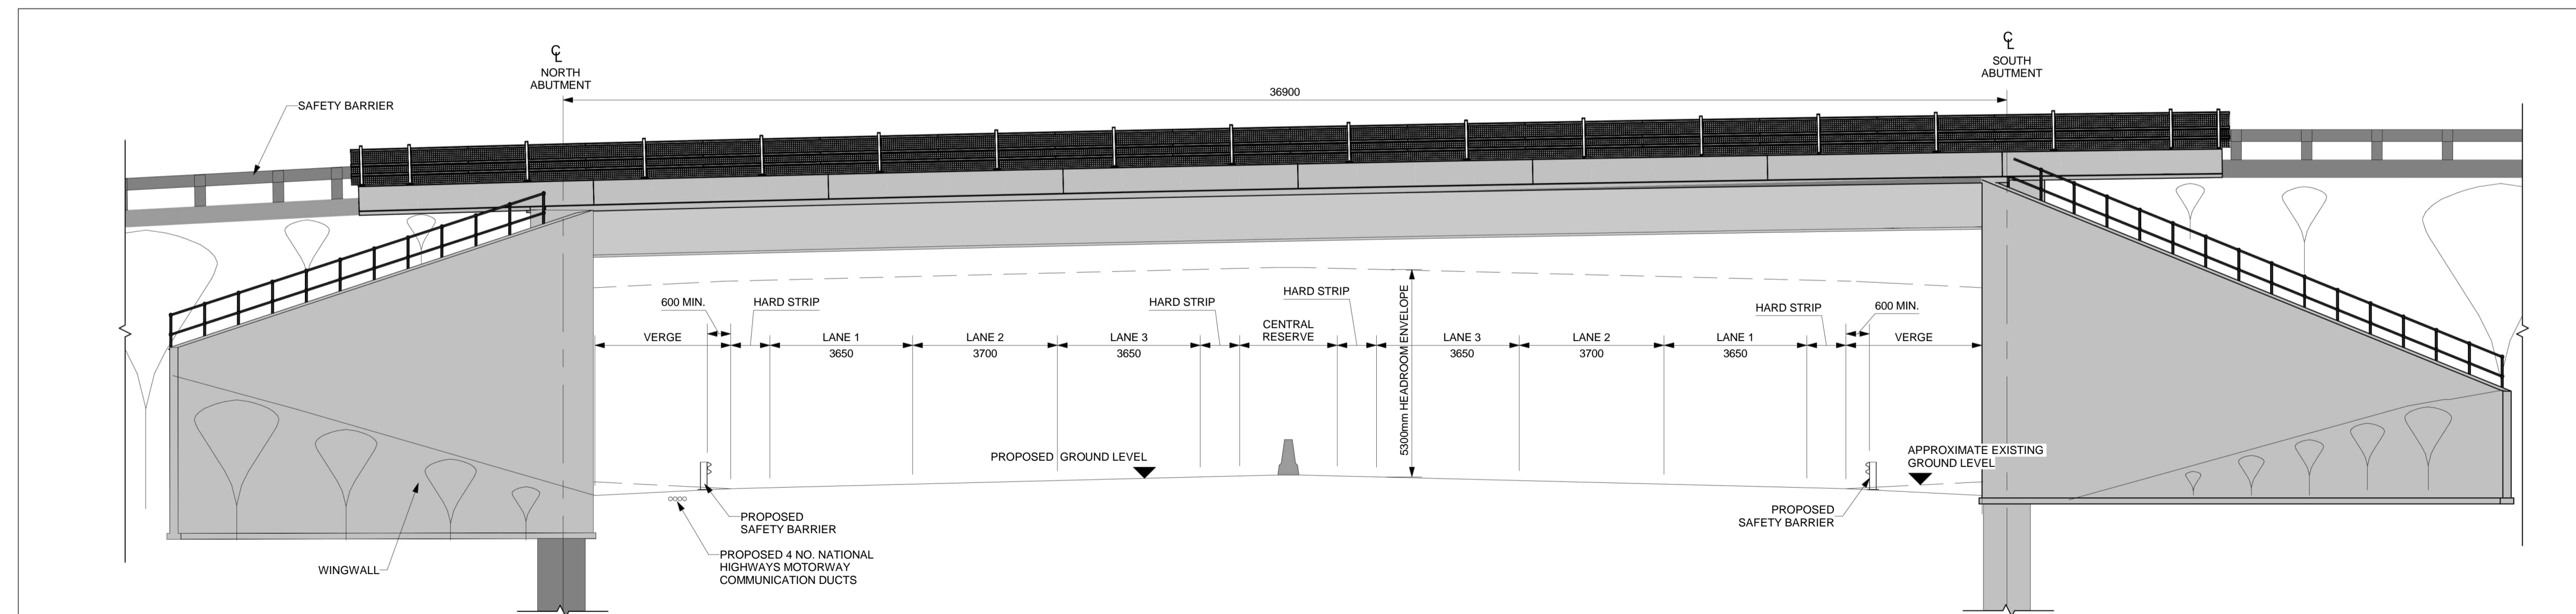 ℄
NORTH
ABUTMENT
℄
SOUTH
ABUTMENT
36900
SAFETY BARRIER
600 MIN.
HARD STRIP
HARD STRIP
HARD STRIP
HARD STRIP
600 MIN.
VERGE
LANE 1
3650
LANE 2
3700
LANE 3
3650
CENTRAL
RESERVE
5300mm HEADROOM ENVELOPE
LANE 3
3650
LANE 2
3700
LANE 1
3650
VERGE
PROPOSED GROUND LEVEL
APPROXIMATE EXISTING
GROUND LEVEL
PROPOSED
SAFETY BARRIER
PROPOSED
SAFETY BARRIER
PROPOSED 4 NO. NATIONAL
HIGHWAYS MOTORWAY
COMMUNICATION DUCTS
WINGWALL